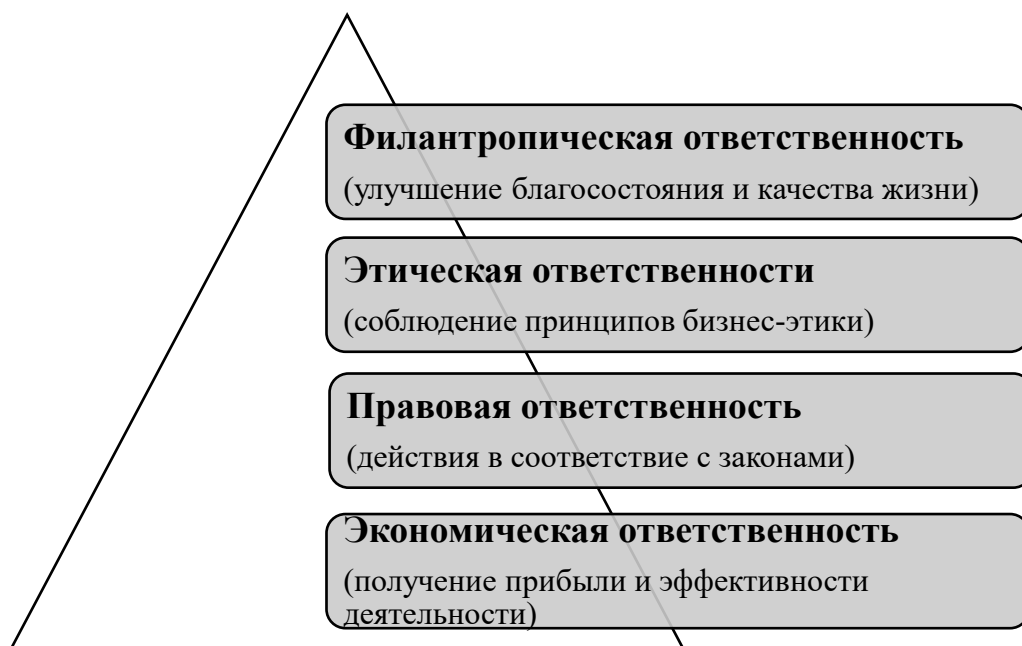 Филантропическая ответственность
(улучшение благосостояния и качества жизни)
Этическая ответственности
(соблюдение принципов бизнес-этики)
Правовая ответственность
(действия в соответствие с законами)
Экономическая ответственность
(получение прибыли и эффективности
деятельности)